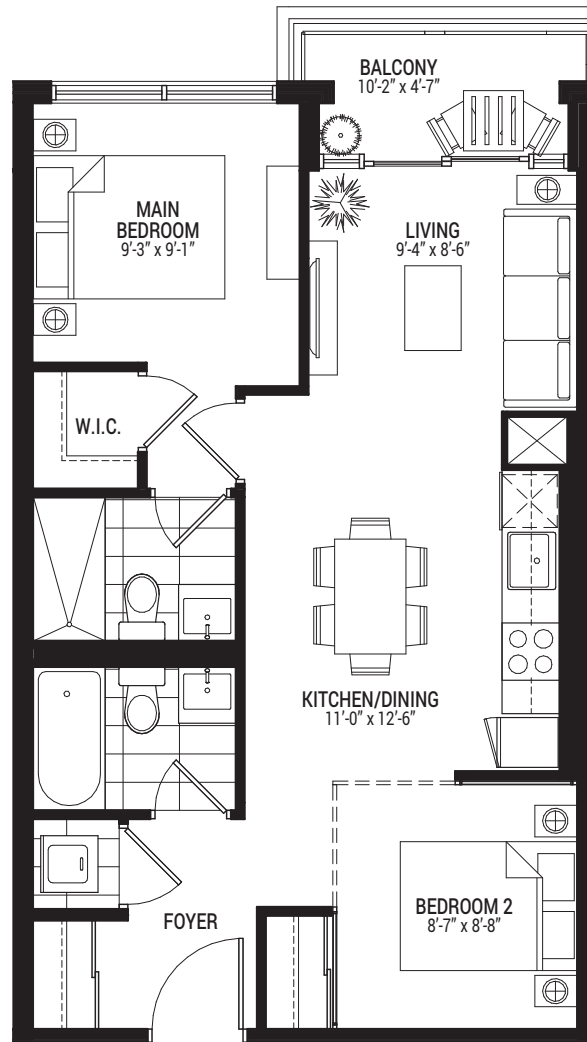 BALCONY
10'-2" x 4'-7"
MAIN
BEDROOM
9'-3" x 9'-1"
LIVING
9'-4" x 8'-6"
W.I.C.
KITCHEN/DINING
11'-0" x 12'-6"
FOYER
BEDROOM 2
8'-7" x 8'-8"